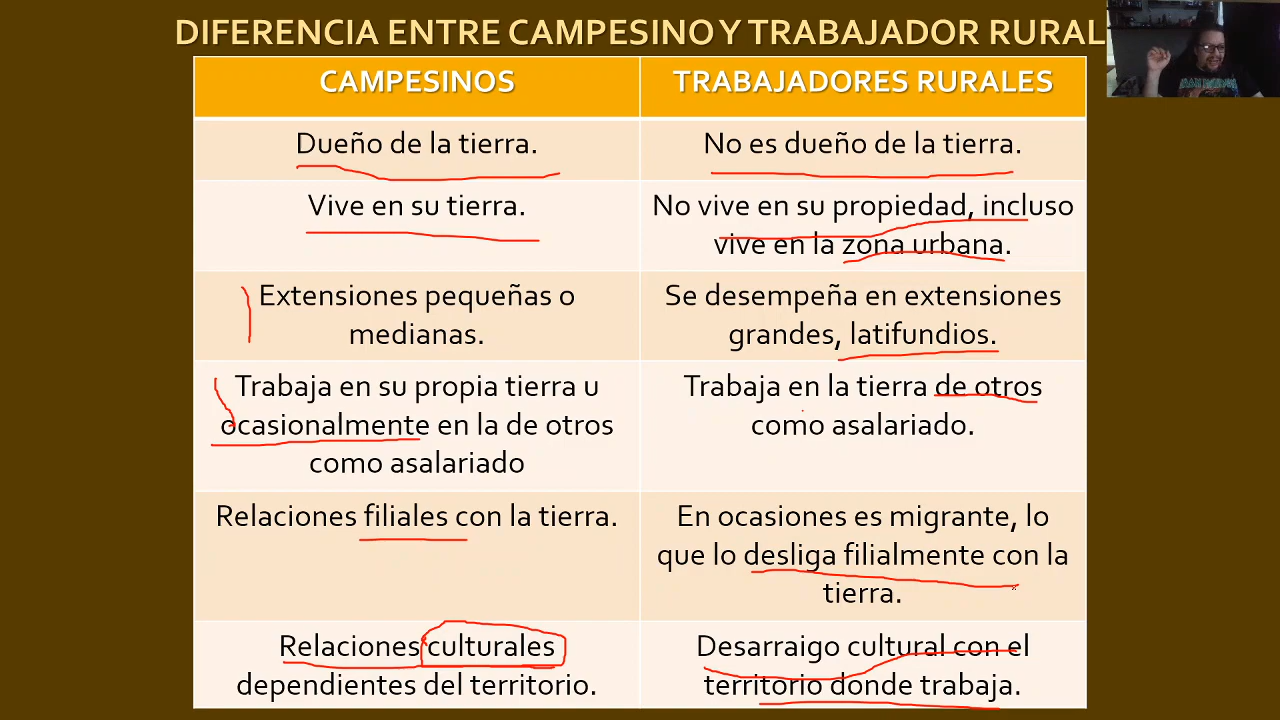 DIFERENCIA ENTRE CAMPESINO Y TRABAJADOR RURAL
CAMPESINOS
TRABAJADORES RURALES
Dueño de la tierra.
No es dueño de la tierra.
Vive en su tierra.
No vive en su propiedad, incluso
vive en la zona urbana.
Extensiones pequeñas o
medianas.
Se desempeña en extensiones
grandes, latifundios.
Trabaja en su propia tierra u
ocasionalmente en la de otros
como asalariado
Trabaja en la tierra de otros
como asalariado.
Relaciones filiales con la tierra.
En ocasiones es migrante, lo
que lo desliga filialmente con la
tierra.
Relaciones culturales
dependientes del territorio.
Desarraigo cultural con el
territorio donde trabaja.